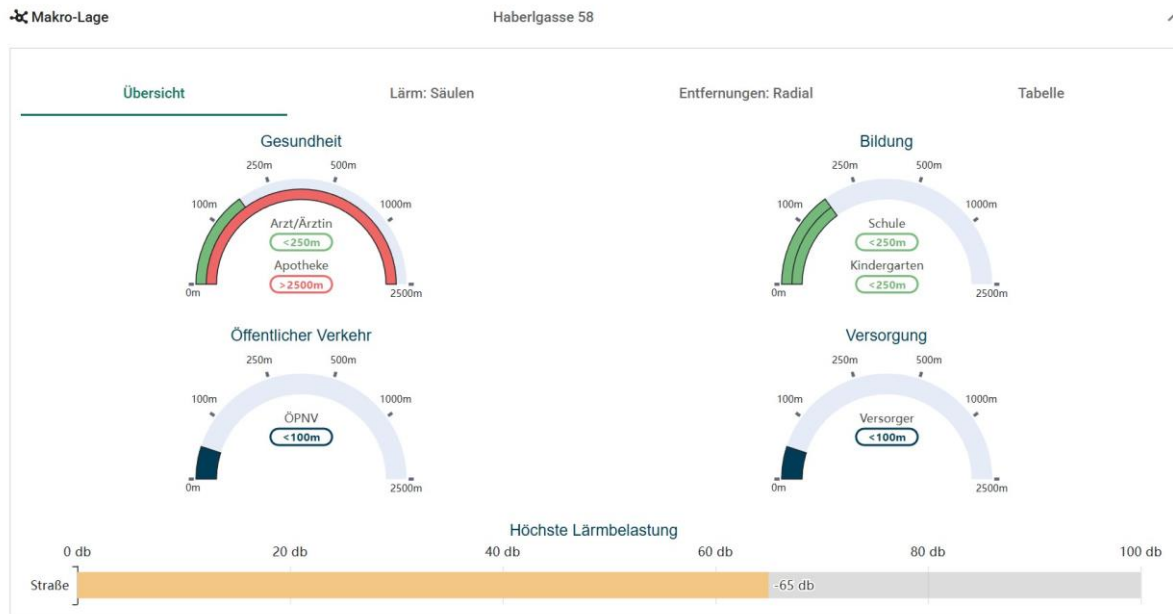 Makro-Lage Haberlgasse 58
Übersicht Lärm: Säulen Entfernungen: Radial Tabelle
Gesundheit
250m 500m
100m 1000m
Arzt/Ärztin
<250m
Apotheke
>2500m
0m 2500m
Bildung
250m 500m
100m 1000m
Schule
<250m
Kindergarten
<250m
0m 2500m
Öffentlicher Verkehr
250m 500m
100m 1000m
ÖPNV
<100m
0m 2500m
Versorgung
250m 500m
100m 1000m
Versorger
<100m
0m 2500m
Höchste Lärmbelastung
0 db 20 db 40 db 60 db 80 db 100 db
Straße -65 db